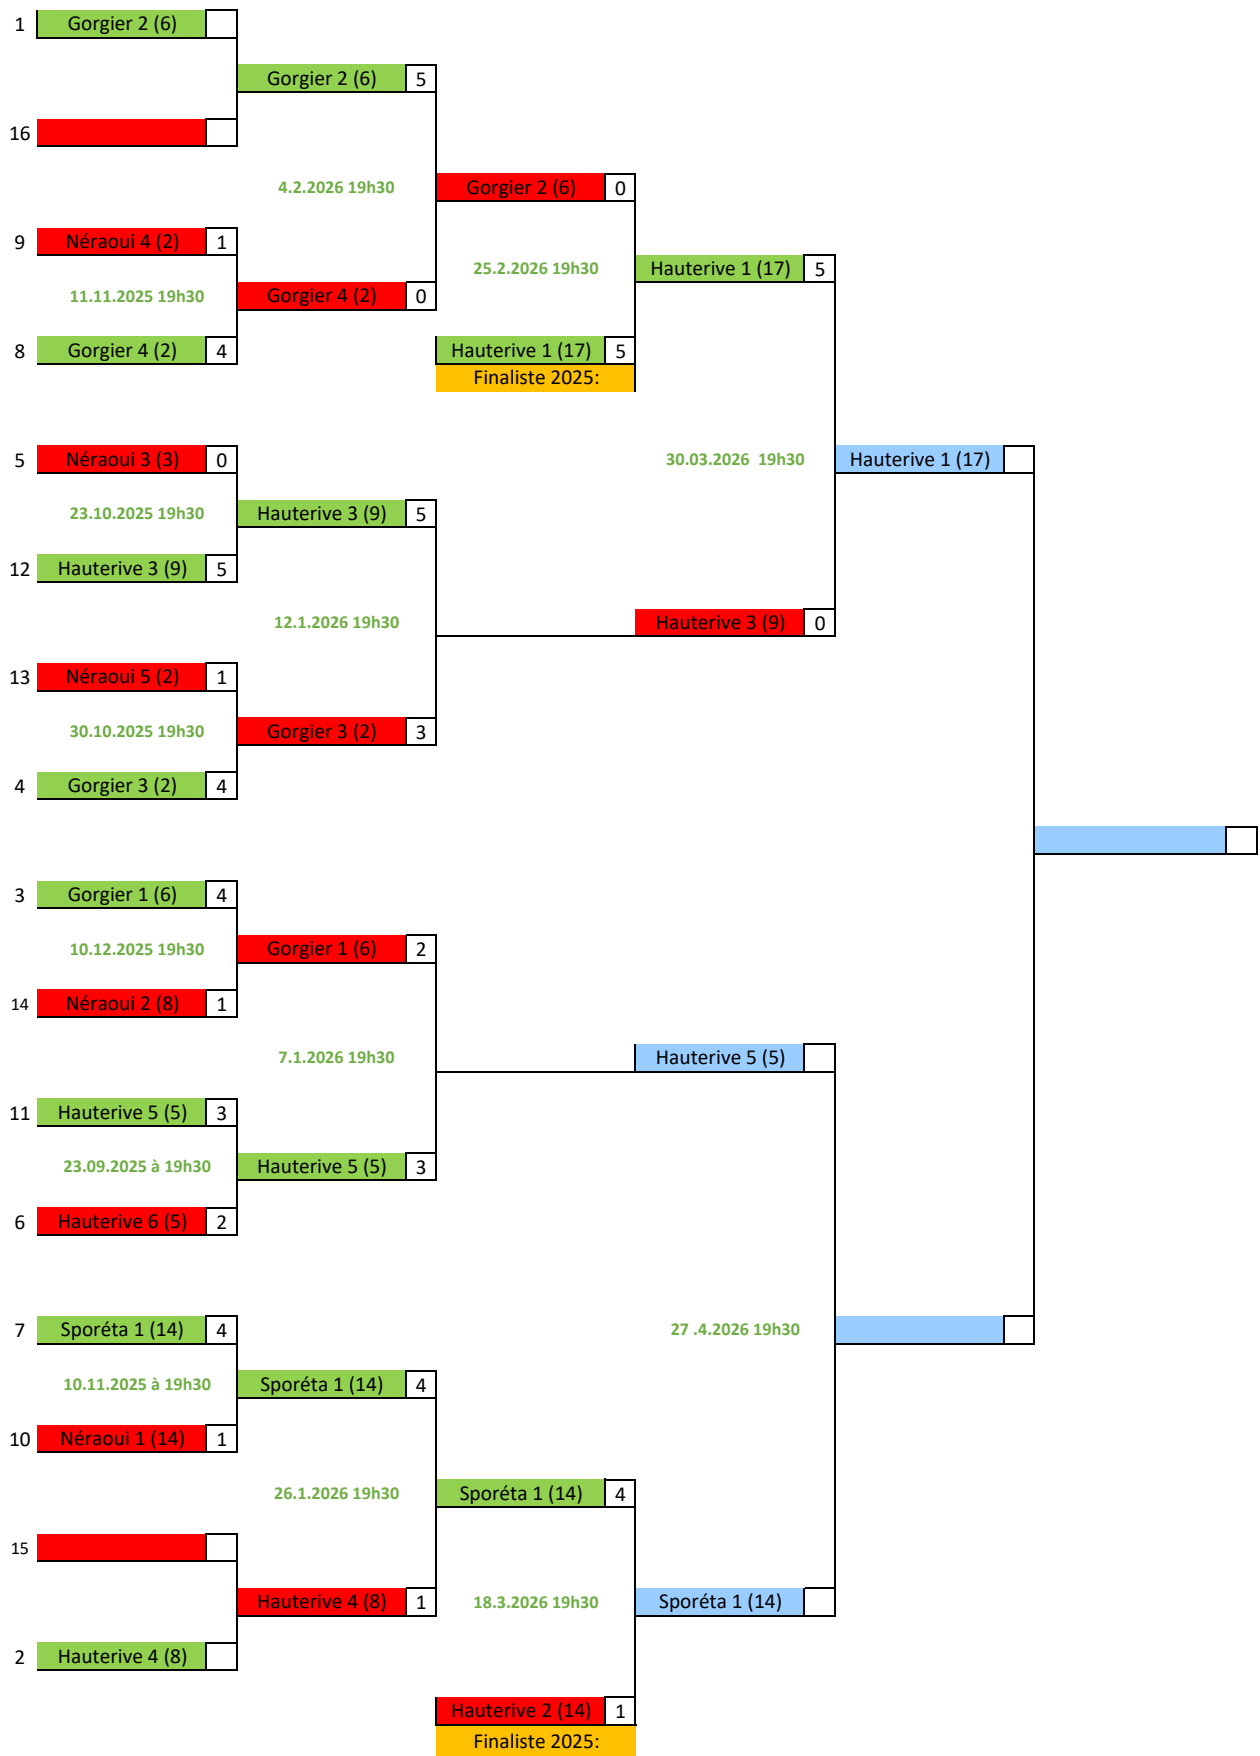 1 Gorgier 2 (6)
Gorgier 2 (6) 5
16
4.2.2026 19h30
Gorgier 2 (6) 0
9 Néraoui 4 (2) 1
25.2.2026 19h30
Hauterive 1 (17) 5
11.11.2025 19h30
Gorgier 4 (2) 0
8 Gorgier 4 (2) 4
Hauterive 1 (17) 5
Finaliste 2025:
5 Néraoui 3 (3) 0
30.03.2026 19h30
Hauterive 1 (17)
23.10.2025 19h30
Hauterive 3 (9) 5
12 Hauterive 3 (9) 5
12.1.2026 19h30
Hauterive 3 (9) 0
13 Néraoui 5 (2) 1
30.10.2025 19h30
Gorgier 3 (2) 3
4 Gorgier 3 (2) 4
3 Gorgier 1 (6) 4
10.12.2025 19h30
Gorgier 1 (6) 2
14 Néraoui 2 (8) 1
7.1.2026 19h30
Hauterive 5 (5)
11 Hauterive 5 (5) 3
23.09.2025 à 19h30
Hauterive 5 (5) 3
6 Hauterive 6 (5) 2
7 Sporéta 1 (14) 4
27 .4.2026 19h30
10.11.2025 à 19h30
Sporéta 1 (14) 4
10 Néraoui 1 (14) 1
26.1.2026 19h30
Sporéta 1 (14) 4
15
Hauterive 4 (8) 1
18.3.2026 19h30
Sporéta 1 (14)
2 Hauterive 4 (8)
Hauterive 2 (14) 1
Finaliste 2025: